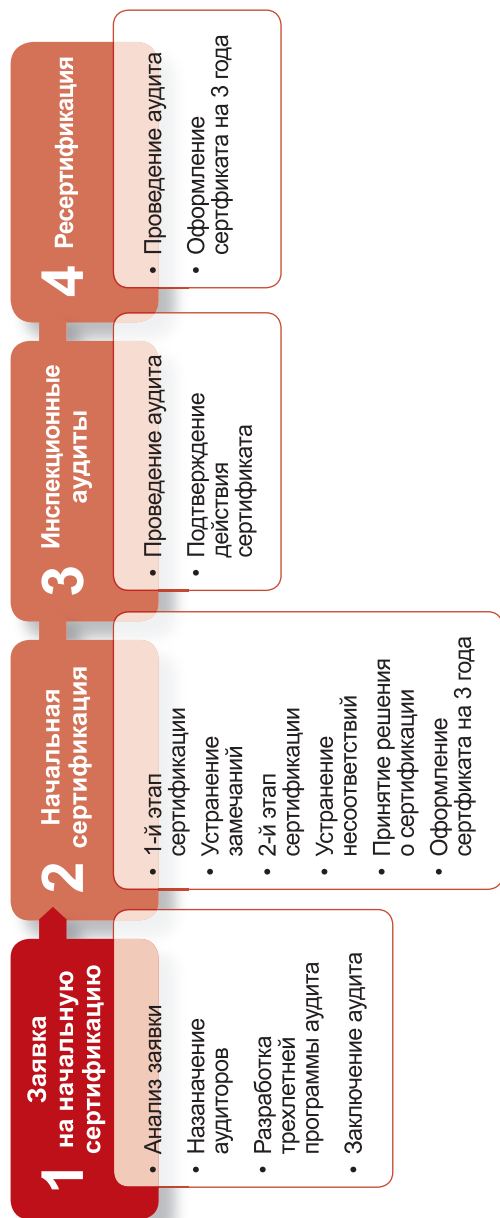 1
Заявка
на начальную
сертификацию
• Анализ заявки
• Назаначение
аудиторов
• Разработка
трехлетней
программы аудита
• Заключение аудита
2
Начальная
сертификация
• 1-й этап
сертификации
• Устранение
замечаний
• 2-й этап
сертификации
• Устранение
несоответствий
• Принятие решения
о сертификации
• Оформление
сертфиката на 3 года
3
Инспекционные
аудиты
• Проведение аудита
• Подтверждение
действия
сертификата
4
Ресертификация
• Проведение аудита
• Оформление
сертфиката на 3 года